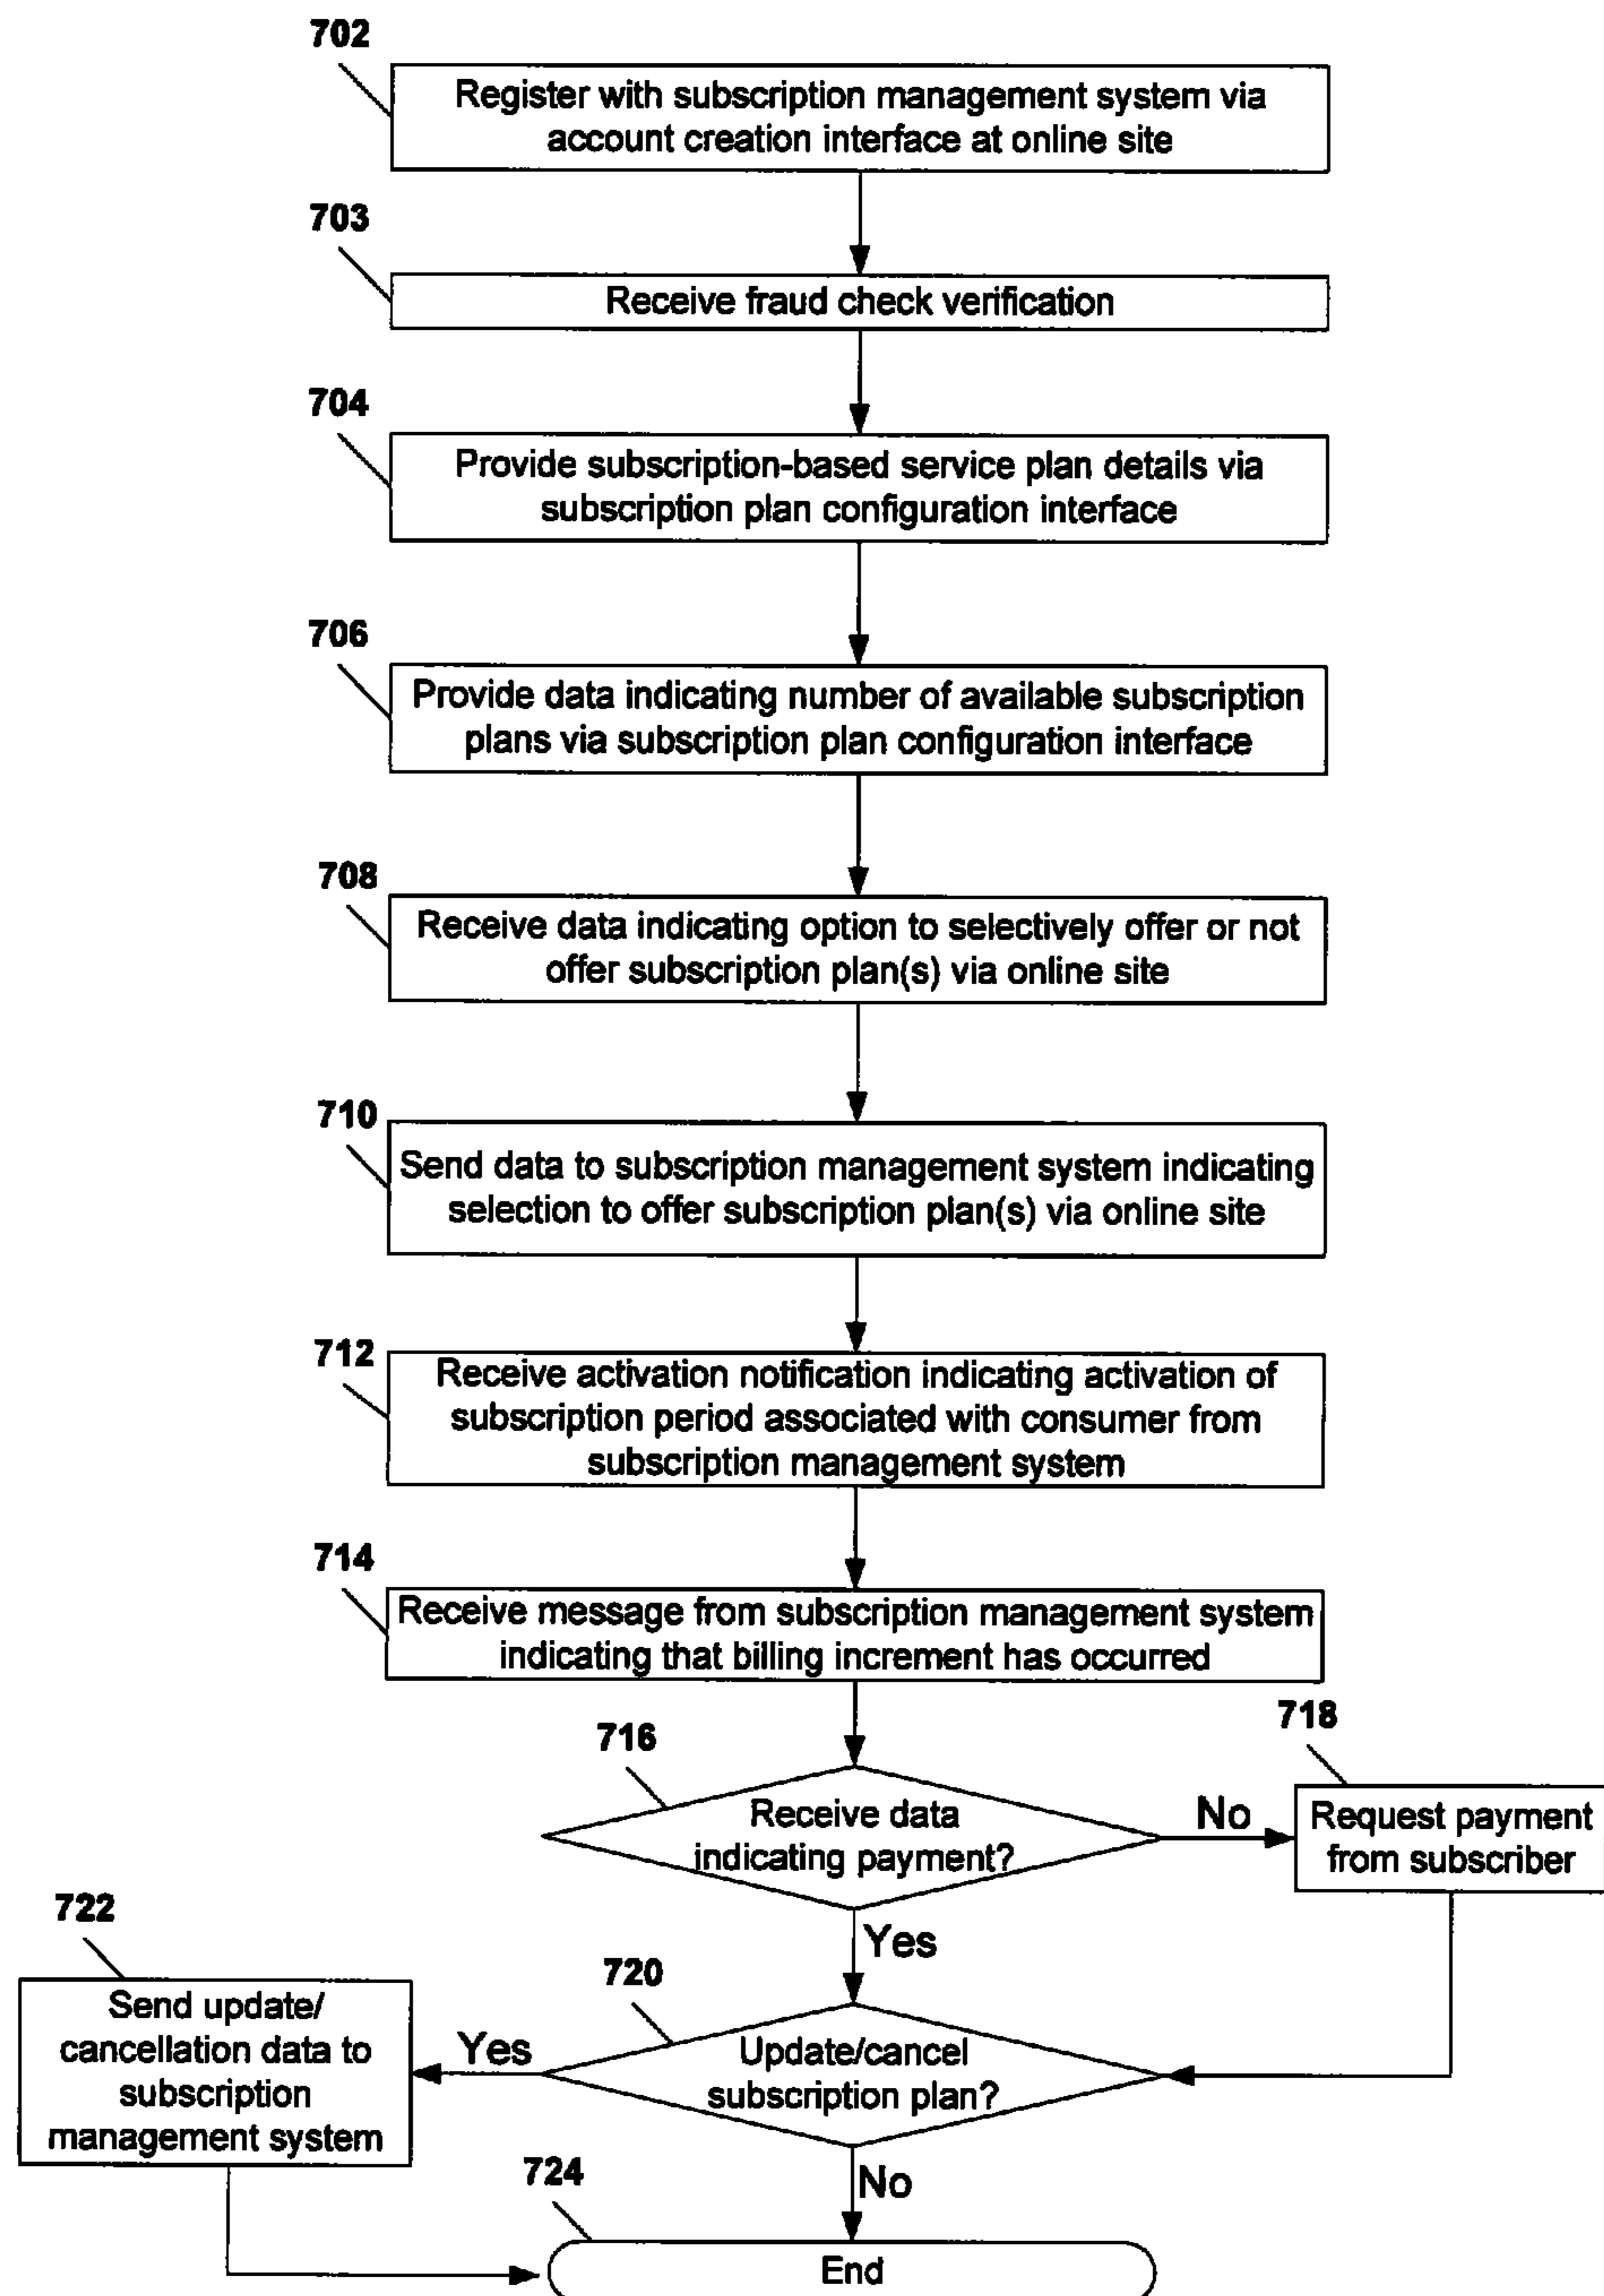 702
Register with subscription management system via
account creation interface at online site
703
Receive fraud check verification
704
Provide subscription-based service plan details via
subscription plan configuration interface
706
Provide data indicating number of available subscription
plans via subscription plan configuration interface
708
Receive data indicating option to selectively offer or not
offer subscription plan(s) via online site
710
Send data to subscription management system indicating
selection to offer subscription plan(s) via online site
712
Receive activation notification indicating activation of
subscription period associated with consumer from
subscription management system
714
Receive message from subscription management system
indicating that billing increment has occurred
716
Receive data
indicating payment?
No
718
Request payment
from subscriber
Yes
720
Update/cancel
subscription plan?
Yes
722
Send update/
cancellation data to
subscription
management system
No
724
End